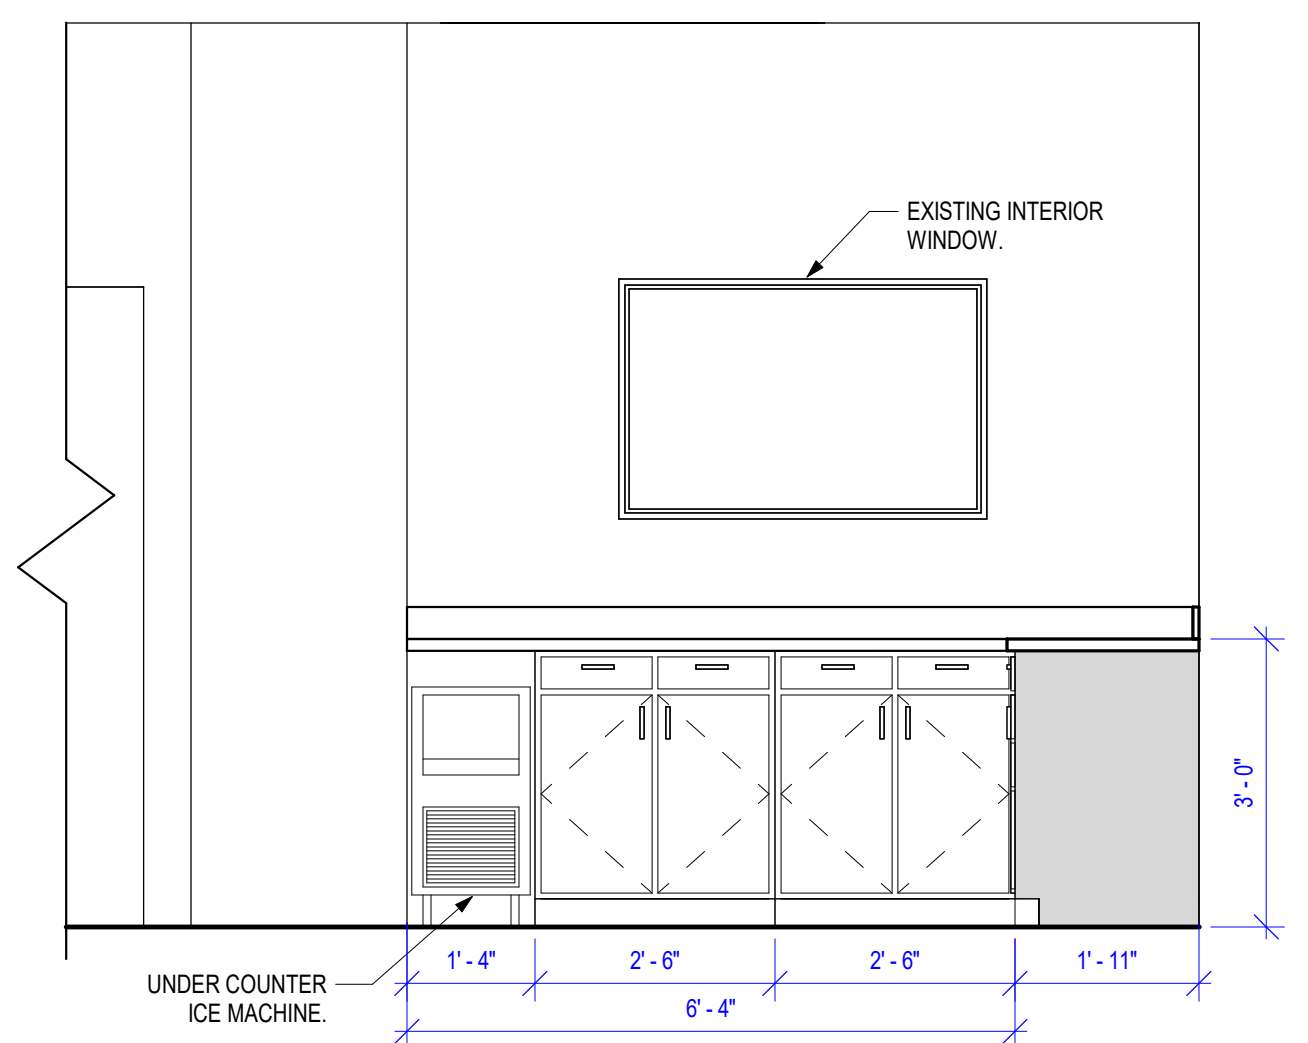 EXISTING INTERIOR
WINDOW.
3' - 0"
1' - 4"
2' - 6"
2' - 6"
1' - 11"
6' - 4"
UNDER COUNTER
ICE MACHINE.